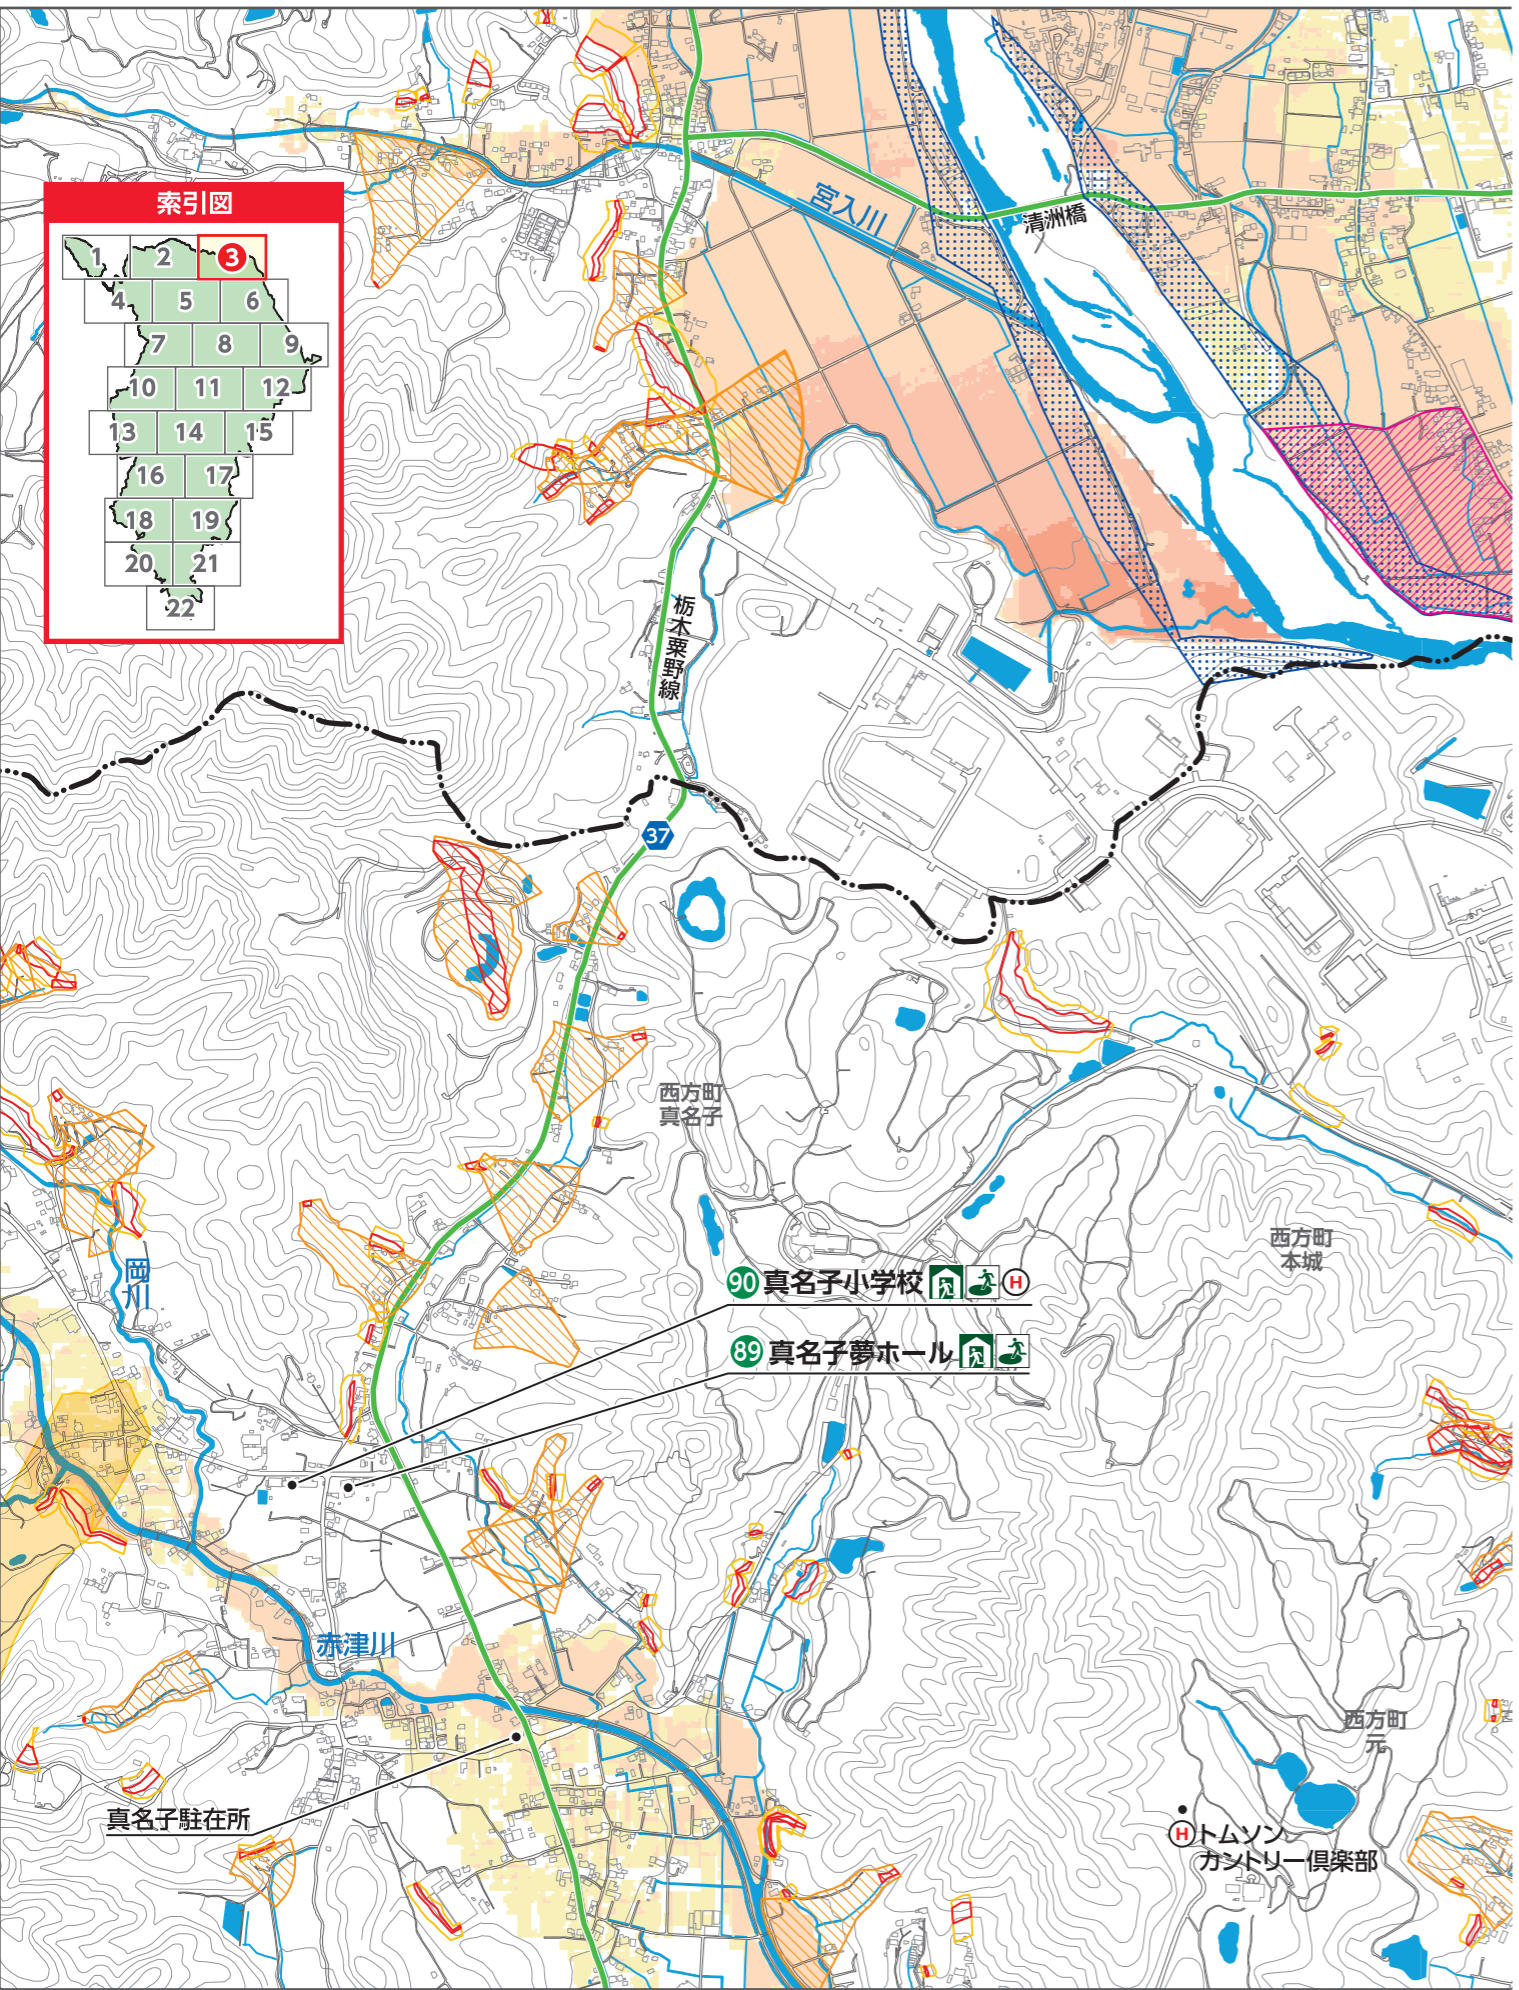 宮入川
清洲橋
索引図
1 2 3
4 5 6
7 8 9
10 11 12
13 14 15
16 17
18 19
20 21
22
栃木粟野線
37
西方町
真名子
岡川
西方町
本城
90 真名子小学校 H
89 真名子夢ホール
赤津川
西方町
元
真名子駐在所
H トムソン
カントリー倶楽部